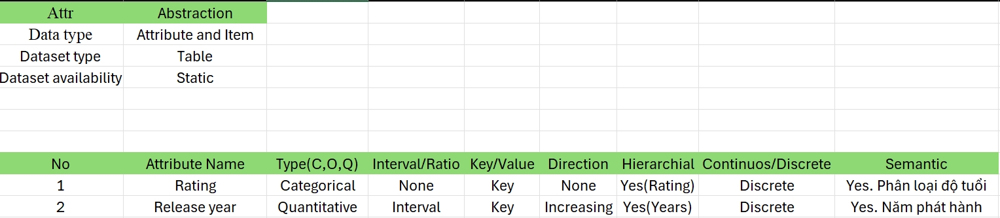 Attr Abstraction
Data type Attribute and Item
Dataset type Table
Dataset availability Static
No Attribute Name Type(C,O,Q) Interval/Ratio Key/Value Direction Hierarchial Continuos/Discrete Semantic
1 Rating Categorical None Key None Yes(Rating) Discrete Yes. Phân loại độ tuổi
2 Release year Quantitative Interval Key Increasing Yes(Years) Discrete Yes. Năm phát hành